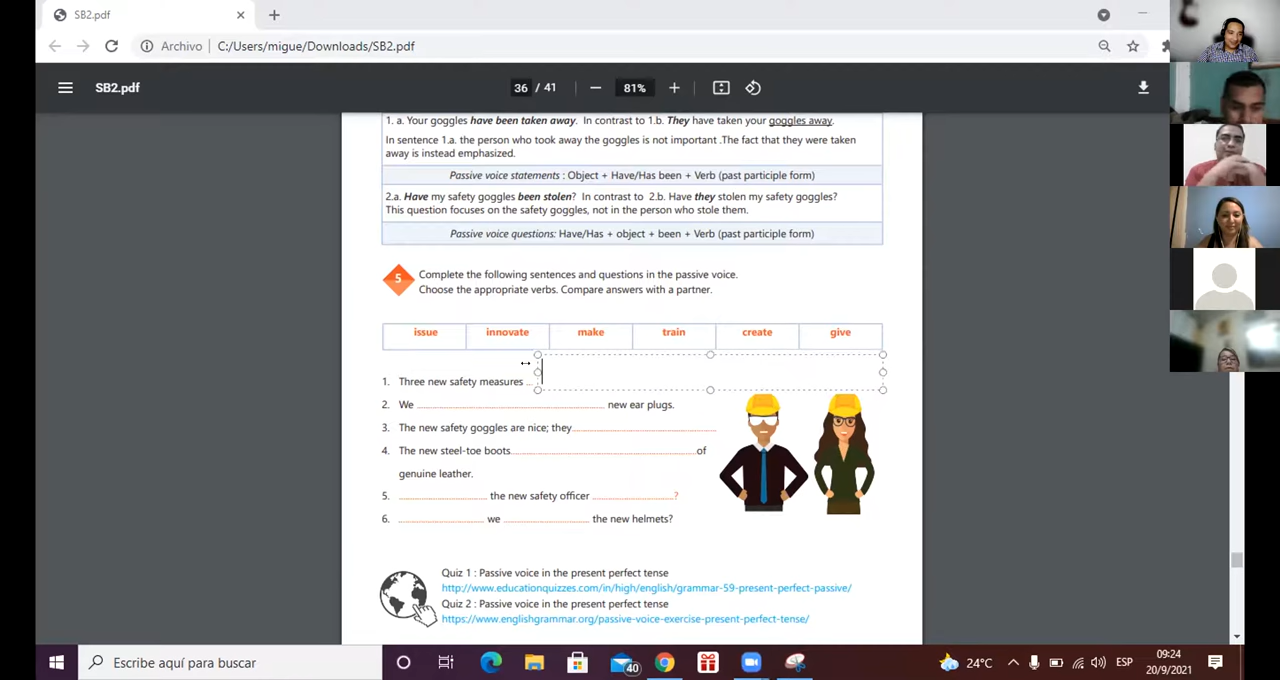 SB2.pdf
Archivo C:/Users/migue/Downloads/SB2.pdf
SB2.pdf
36 / 41
81%
1. a. Your goggles have been taken away. In contrast to 1.b. They have taken your goggles away.
In sentence 1.a. the person who took away the goggles is not important .The fact that they were taken
away is instead emphasized.
Passive voice statements : Object + Have/Has been + Verb (past participle form)
2.a. Have my safety goggles been stolen? In contrast to 2.b. Have they stolen my safety goggles?
This question focuses on the safety goggles, not in the person who stole them.
Passive voice questions: Have/Has + object + been + Verb (past participle form)
5 Complete the following sentences and questions in the passive voice.
Choose the appropriate verbs. Compare answers with a partner.
issue innovate make train create give
1. Three new safety measures ...
2. We ........................ new ear plugs.
3. The new safety goggles are nice; they........................
4. The new steel-toe boots........................of
genuine leather.
5. ........................ the new safety officer ........................?
6. ........................ we ........................ the new helmets?
Quiz 1 : Passive voice in the present perfect tense
http://www.educationquizzes.com/in/high/english/grammar-59-present-perfect-passive/
Quiz 2 : Passive voice in the present perfect tense
https://www.englishgrammar.org/passive-voice-exercise-present-perfect-tense/
Escribe aquí para buscar
40
24°C
ESP
09:24
20/9/2021